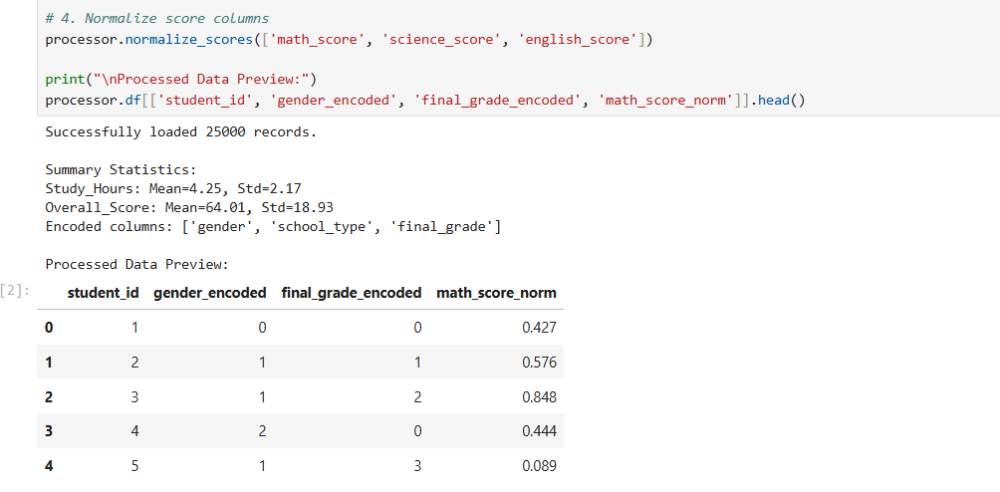 # 4. Normalize score columns
processor.normalize_scores(['math_score', 'science_score', 'english_score'])
print("\nProcessed Data Preview:")
processor.df[['student_id', 'gender_encoded', 'final_grade_encoded', 'math_score_norm']].head()
Successfully loaded 25000 records.
Summary Statistics:
Study_Hours: Mean=4.25, Std=2.17
Overall_Score: Mean=64.01, Std=18.93
Encoded columns: ['gender', 'school_type', 'final_grade']
Processed Data Preview:
[2]:
student_id gender_encoded final_grade_encoded math_score_norm
0 1 0 0 0.427
1 2 1 1 0.576
2 3 1 2 0.848
3 4 2 0 0.444
4 5 1 3 0.089